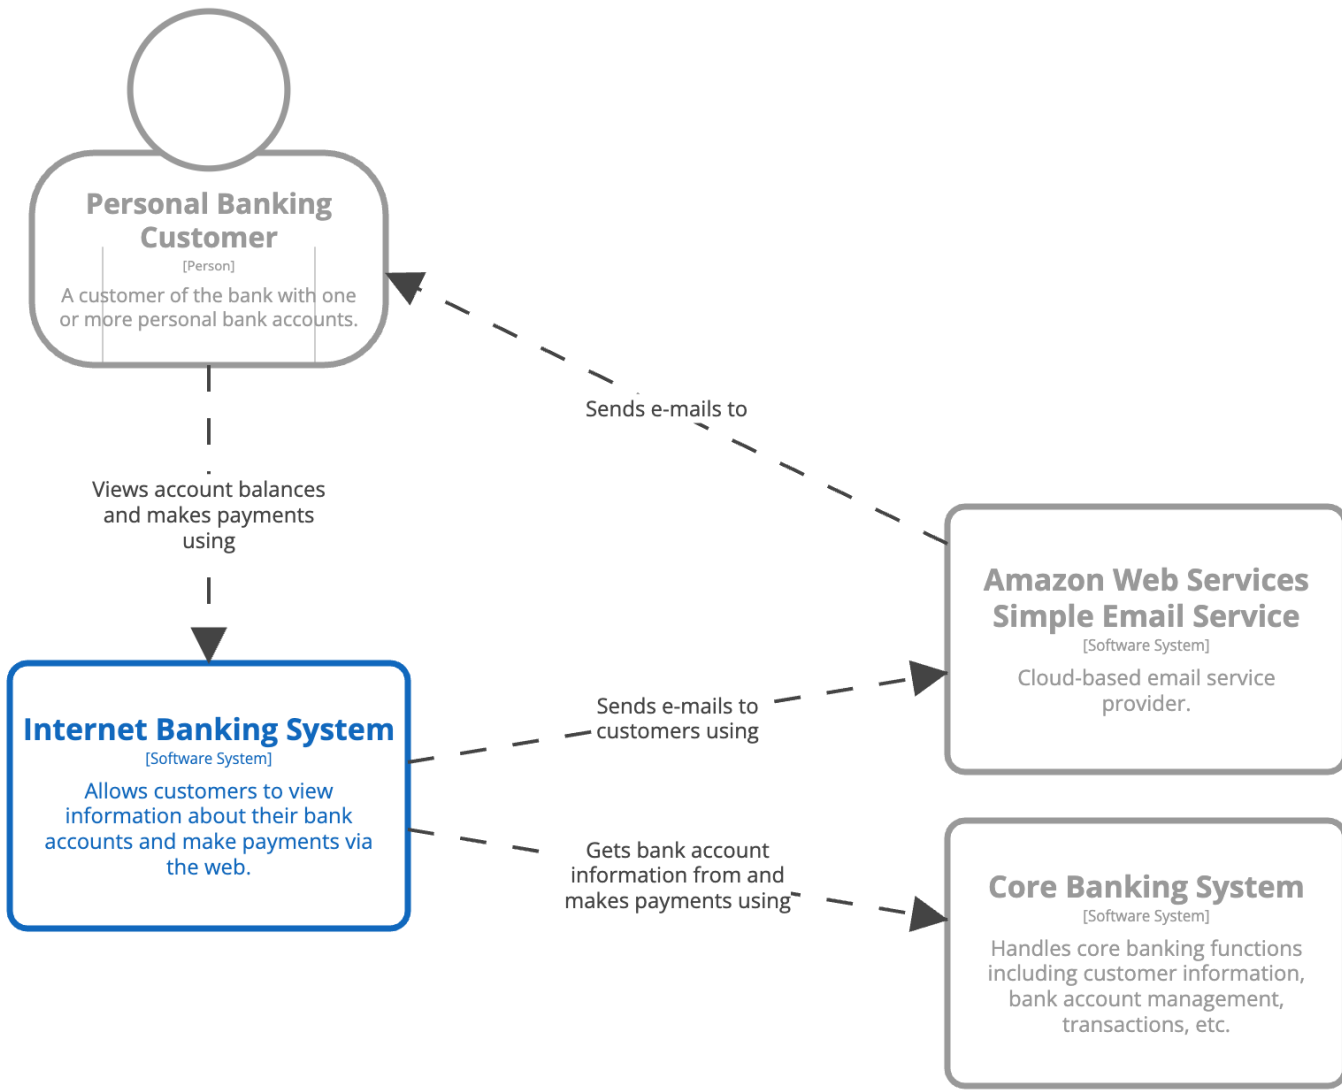 Personal Banking
Customer
[Person]
A customer of the bank with one
or more personal bank accounts.
Sends e-mails to
Views account balances
and makes payments
using
Amazon Web Services
Simple Email Service
[Software System]
Cloud-based email service
provider.
Internet Banking System
[Software System]
Allows customers to view
information about their bank
accounts and make payments via
the web.
Sends e-mails to
customers using
Gets bank account
information from and
makes payments using
Core Banking System
[Software System]
Handles core banking functions
including customer information,
bank account management,
transactions, etc.